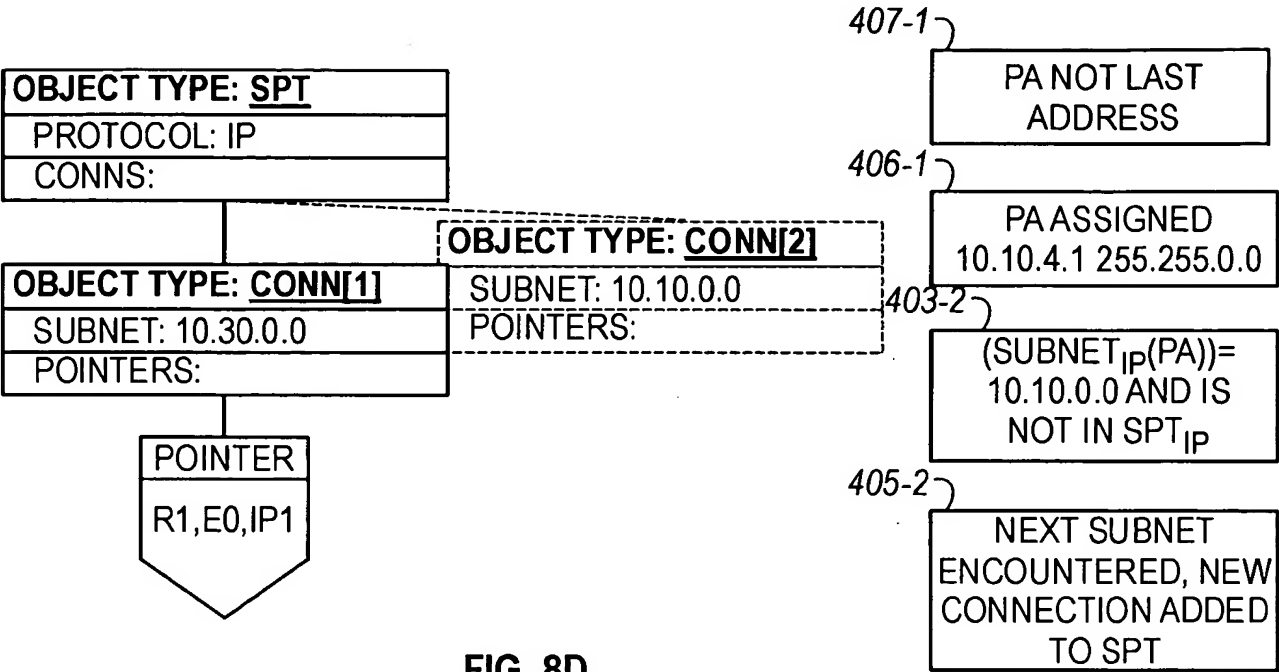 OBJECT TYPE: SPT
PROTOCOL: IP
CONNS:
OBJECT TYPE: CONN[2]
SUBNET: 10.10.0.0
POINTERS:
OBJECT TYPE: CONN[1]
SUBNET: 10.30.0.0
POINTERS:
POINTER
R1,E0,IP1
407-1
PA NOT LAST
ADDRESS
406-1
PA ASSIGNED
10.10.4.1 255.255.0.0
403-2
(SUBNETIP(PA))=
10.10.0.0 AND IS
NOT IN SPTIP
405-2
NEXT SUBNET
ENCOUNTERED, NEW
CONNECTION ADDED
TO SPT
FIG. 8D